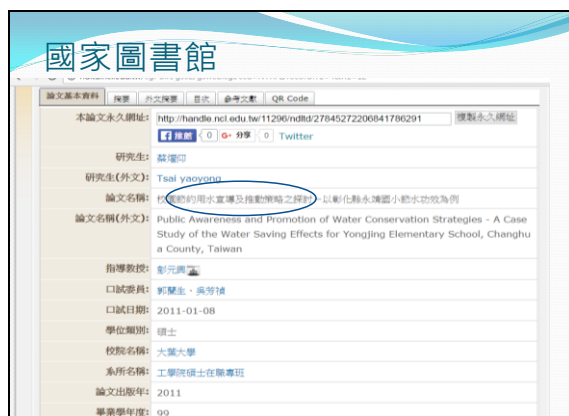 國家圖書館
論文基本資料 摘要 外文摘要 目次 參考文獻 QR Code
本論文永久網址: http://handle.ncl.edu.tw/11296/ndltd/27845272206841786291 複製永久網址
推薦 0 G+ 分享 0 Twitter
研究生: 蔡燿仰
研究生(外文): Tsai yaoyong
論文名稱: 校園節約用水宣導及推動策略之探討-以彰化縣永靖國小節水功效為例
論文名稱(外文): Public Awareness and Promotion of Water Conservation Strategies - A Case
Study of the Water Saving Effects for Yongjing Elementary School, Changhu
a County, Taiwan
指導教授: 彭元興
口試委員: 郭蘭生、吳芳禎
口試日期: 2011-01-08
學位類別: 碩士
校院名稱: 大葉大學
系所名稱: 工學院碩士在職專班
論文出版年: 2011
畢業學年度: 99